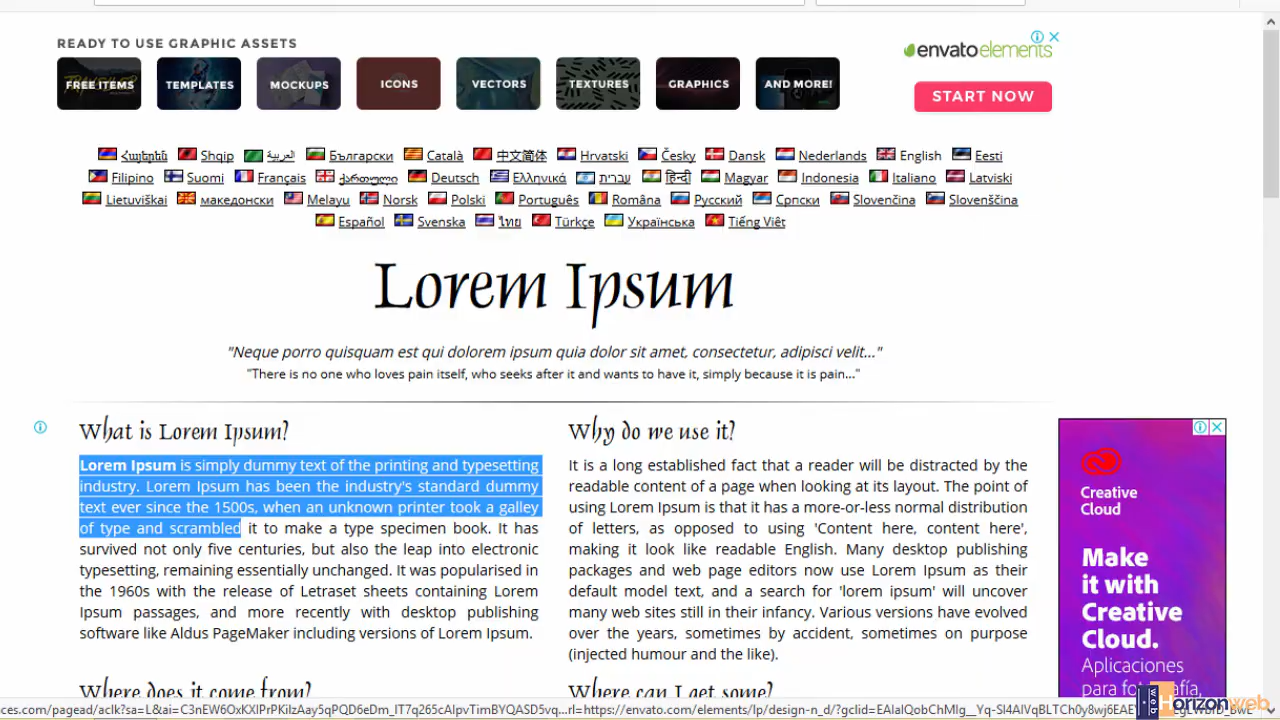 READY TO USE GRAPHIC ASSETS
envatoelements
FREE ITEMS TEMPLATES MOCKUPS ICONS VECTORS TEXTURES GRAPHICS AND MORE!
START NOW
Հայերեն Shqip العربية Български Català 中文简体 Hrvatski Česky Dansk Nederlands English Eesti
Filipino Suomi Français ქართული Deutsch Ελληνικά עברית हिन्दी Magyar Indonesia Italiano Latviski
Lietuviškai македонски Melayu Norsk Polski Português Româna Pyccкий Српски Slovenčina Slovenščina
Español Svenska ไทย Türkçe Українська Tiếng Việt
Lorem Ipsum
"Neque porro quisquam est qui dolorem ipsum quia dolor sit amet, consectetur, adipisci velit..."
"There is no one who loves pain itself, who seeks after it and wants to have it, simply because it is pain..."
What is Lorem Ipsum?
Lorem Ipsum is simply dummy text of the printing and typesetting
industry. Lorem Ipsum has been the industry's standard dummy
text ever since the 1500s, when an unknown printer took a galley
of type and scrambled it to make a type specimen book. It has
survived not only five centuries, but also the leap into electronic
typesetting, remaining essentially unchanged. It was popularised in
the 1960s with the release of Letraset sheets containing Lorem
Ipsum passages, and more recently with desktop publishing
software like Aldus PageMaker including versions of Lorem Ipsum.
Why do we use it?
It is a long established fact that a reader will be distracted by the
readable content of a page when looking at its layout. The point of
using Lorem Ipsum is that it has a more-or-less normal distribution
of letters, as opposed to using 'Content here, content here',
making it look like readable English. Many desktop publishing
packages and web page editors now use Lorem Ipsum as their
default model text, and a search for 'lorem ipsum' will uncover
many web sites still in their infancy. Various versions have evolved
over the years, sometimes by accident, sometimes on purpose
(injected humour and the like).
Creative
Cloud
Make
it with
Creative
Cloud.
Aplicaciones
para fotografía,
Where does it come from?
Where can I get some?
web Horizonweb